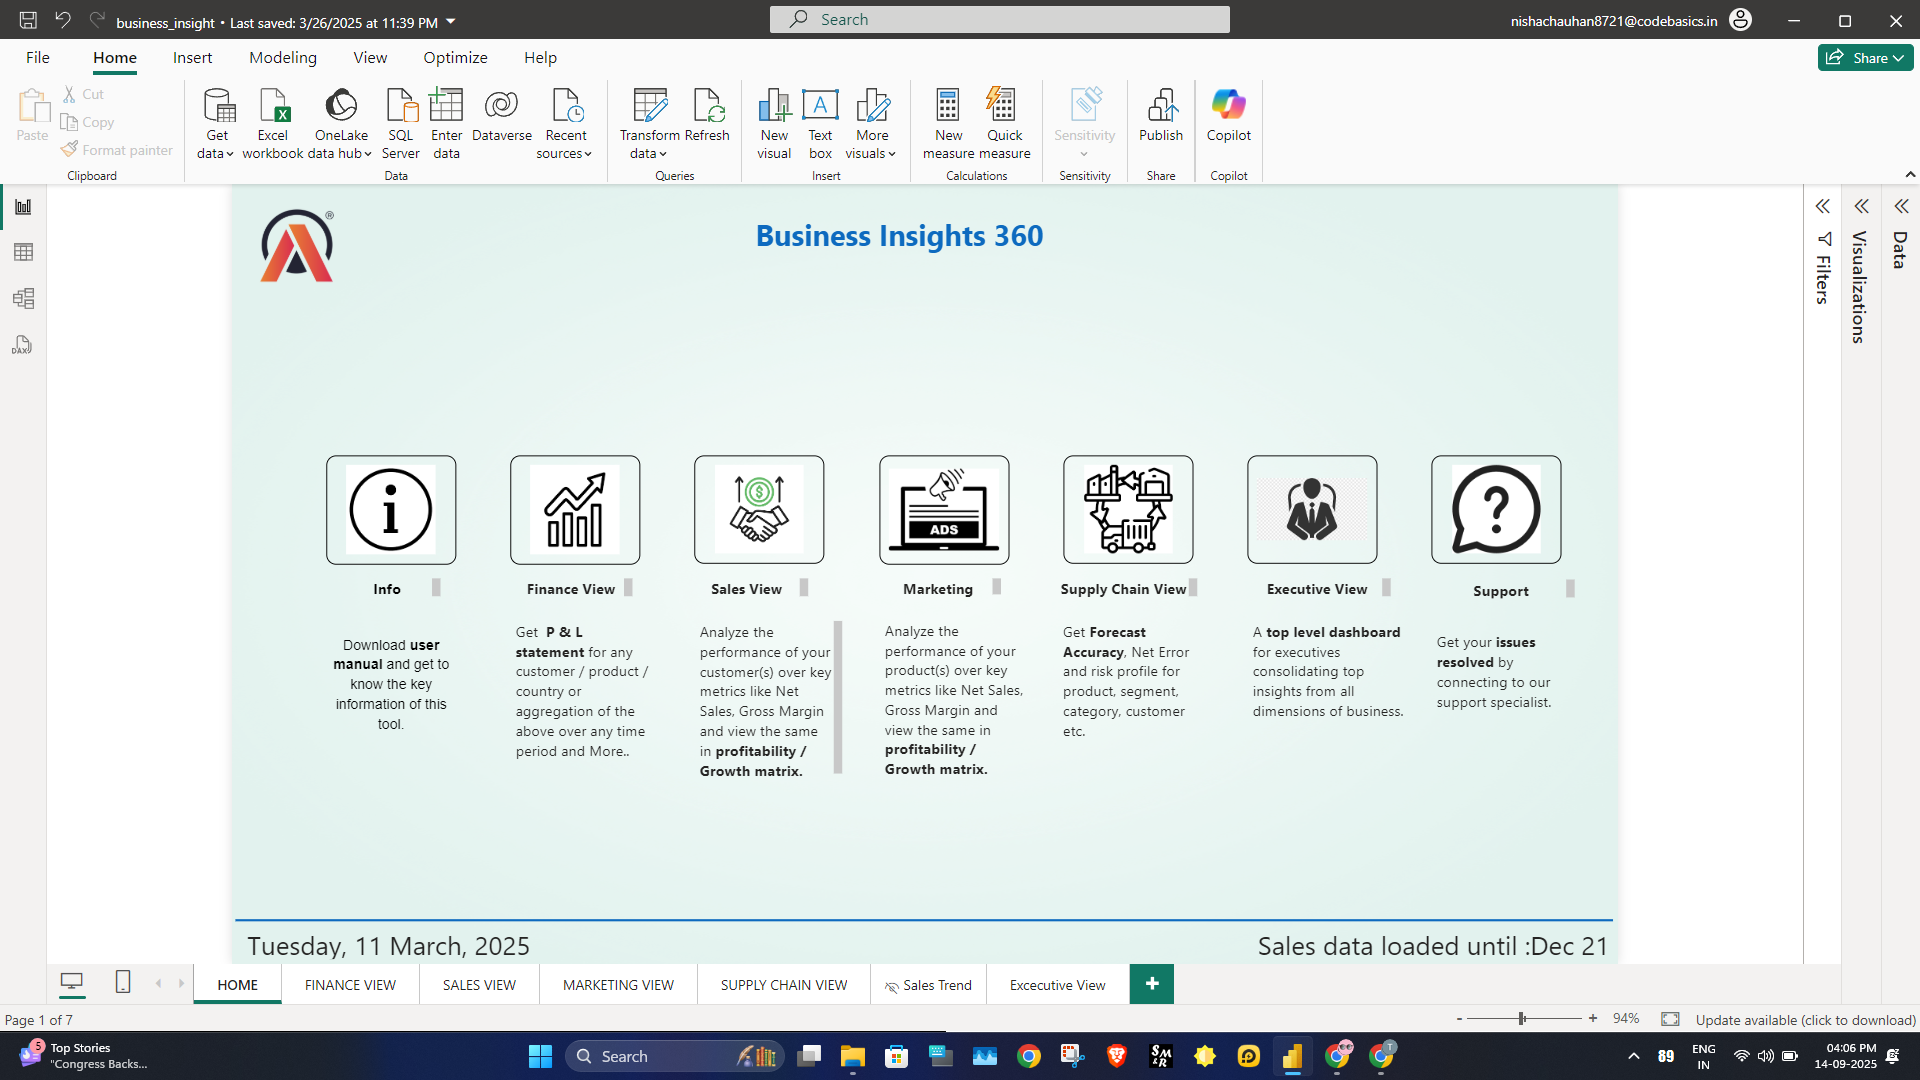 business_insight • Last saved: 3/26/2025 at 11:39 PM
Search
nishachauhan8721@codebasics.in
File Home Insert Modeling View Optimize Help
Share
Paste
Cut
Copy
Format painter
Clipboard
Get data
Excel workbook
OneLake data hub
SQL Server
Enter data
Dataverse
Recent sources
Data
Transform data
Refresh
Queries
New visual
Text box
More visuals
Insert
New measure
Quick measure
Calculations
Sensitivity
Sensitivity
Publish
Share
Copilot
Copilot
DAX
®
Business Insights 360
Filters
Visualizations
Data
ADS
Info
Download user
manual and get to
know the key
information of this
tool.
Finance View
Get P & L
statement for any
customer / product /
country or
aggregation of the
above over any time
period and More..
Sales View
Analyze the
performance of your
customer(s) over key
metrics like Net
Sales, Gross Margin
and view the same
in profitability /
Growth matrix.
Marketing
Analyze the
performance of your
product(s) over key
metrics like Net Sales,
Gross Margin and
view the same in
profitability /
Growth matrix.
Supply Chain View
Get Forecast
Accuracy, Net Error
and risk profile for
product, segment,
category, customer
etc.
Executive View
A top level dashboard
for executives
consolidating top
insights from all
dimensions of business.
Support
Get your issues
resolved by
connecting to our
support specialist.
Tuesday, 11 March, 2025
Sales data loaded until :Dec 21
HOME FINANCE VIEW SALES VIEW MARKETING VIEW SUPPLY CHAIN VIEW Sales Trend Excecutive View +
Page 1 of 7
- + 94%
Update available (click to download)
5
Top Stories
"Congress Backs...
Search
SM
LR
T
89
ENG
IN
04:06 PM
14-09-2025